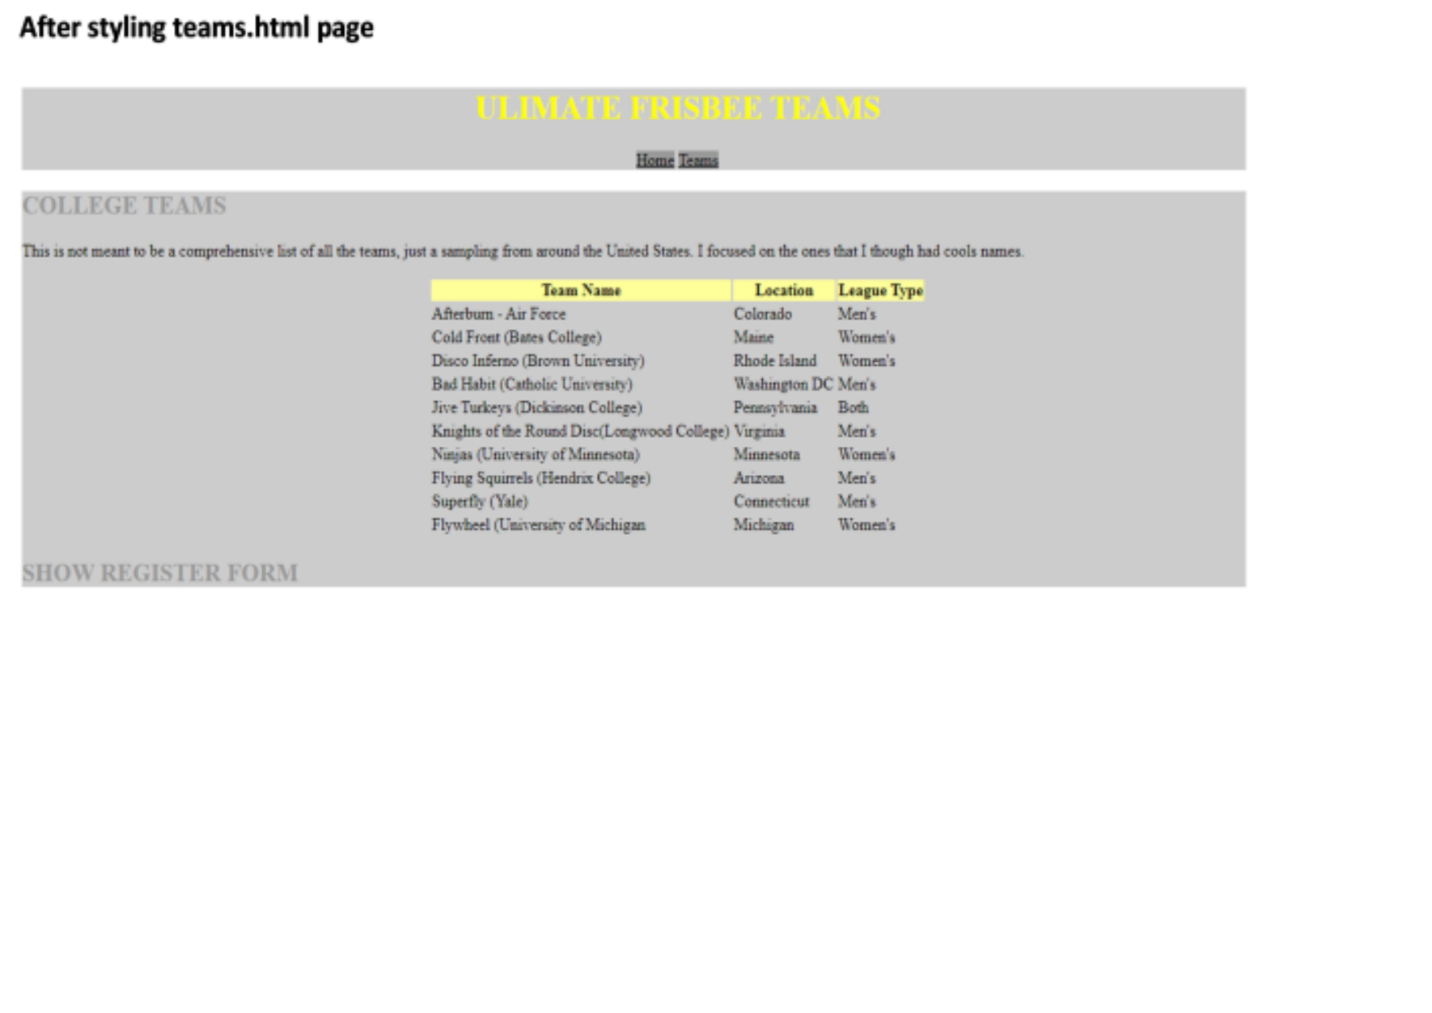 After styling teams.html page
ULIMATE FRISBEE TEAMS
Home Teams
COLLEGE TEAMS
This is not meant to be a comprehensive list of all the teams, just a sampling from around the United States. I focused on the ones that I though had cools names.
Team Name Location League Type
Afterburn - Air Force Colorado Men's
Cold Front (Bates College) Maine Women's
Disco Inferno (Brown University) Rhode Island Women's
Bad Habit (Catholic University) Washington DC Men's
Jive Turkeys (Dickinson College) Pennsylvania Both
Knights of the Round Disc(Longwood College) Virginia Men's
Ninjas (University of Minnesota) Minnesota Women's
Flying Squirrels (Hendrix College) Arizona Men's
Superfly (Yale) Connecticut Men's
Flywheel (University of Michigan Michigan Women's
SHOW REGISTER FORM